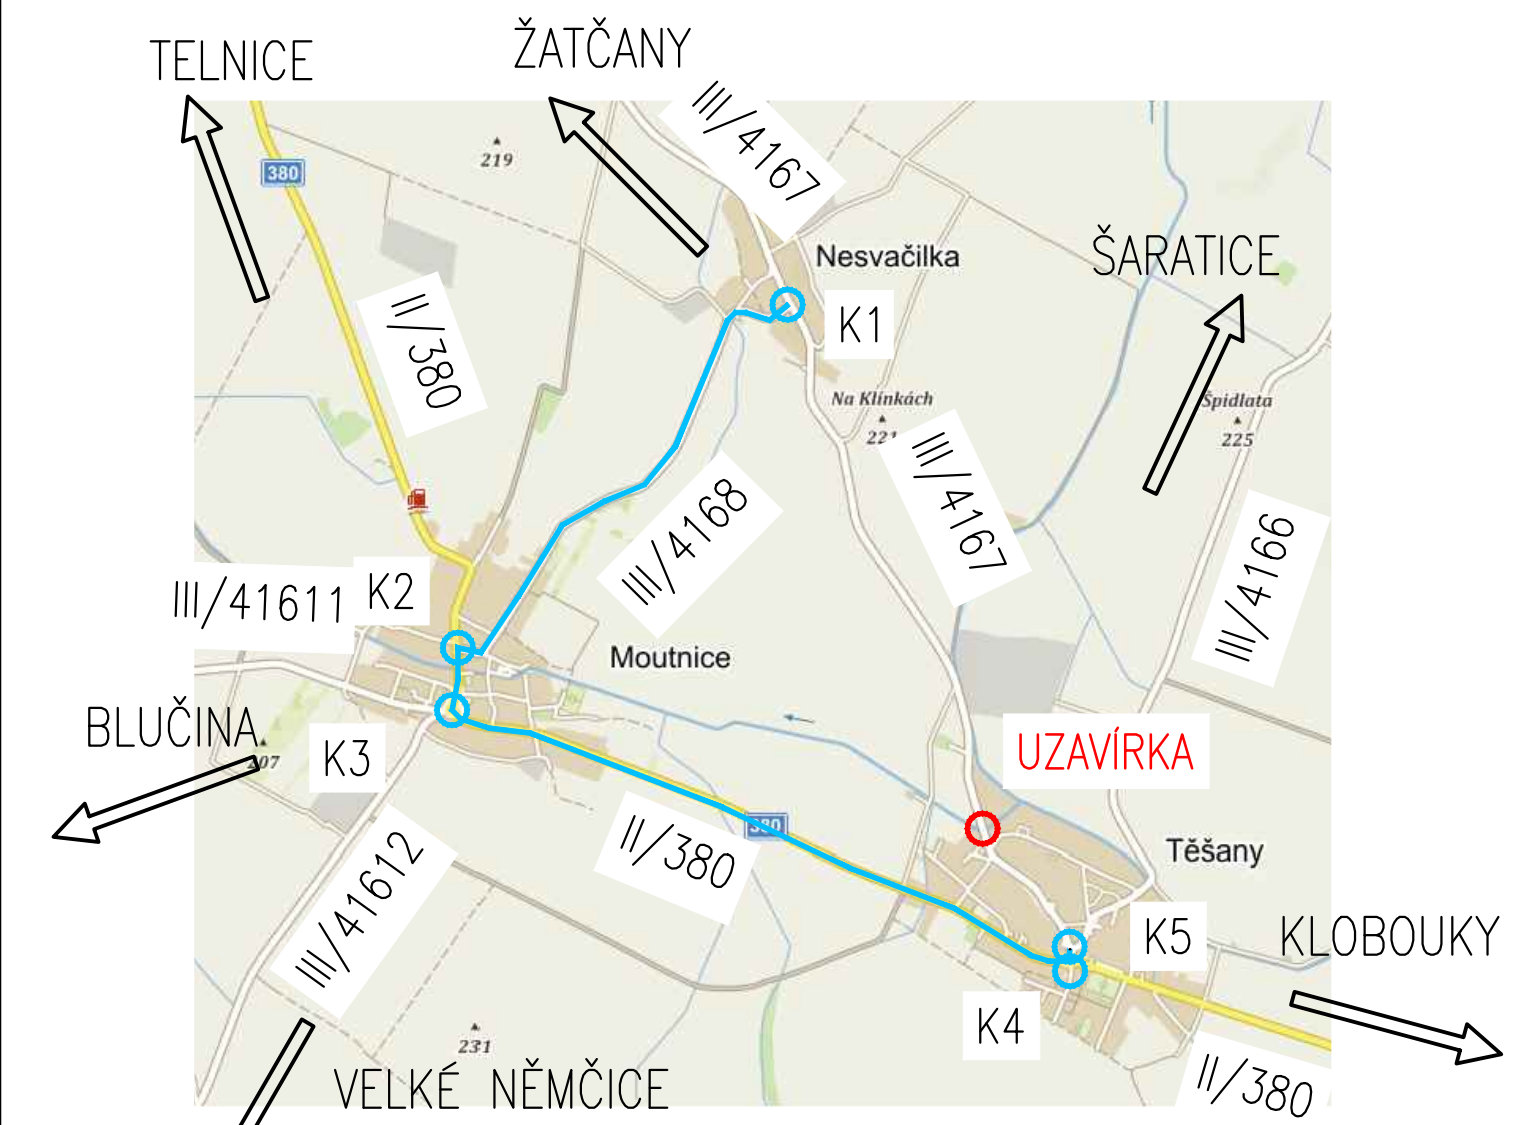 TELNICE
ŽATČANY
III/4167
380
219
Nesvačilka
ŠARATICE
K1
II/380
Na Klínkách
221
Špidlata
225
III/4167
III/4168
III/4166
III/41611
K2
Moutnice
BLUČINA
207
K3
UZAVÍRKA
380
II/380
Těšany
III/41612
K5
KLOBOUKY
K4
231
VELKÉ NĚMČICE
II/380